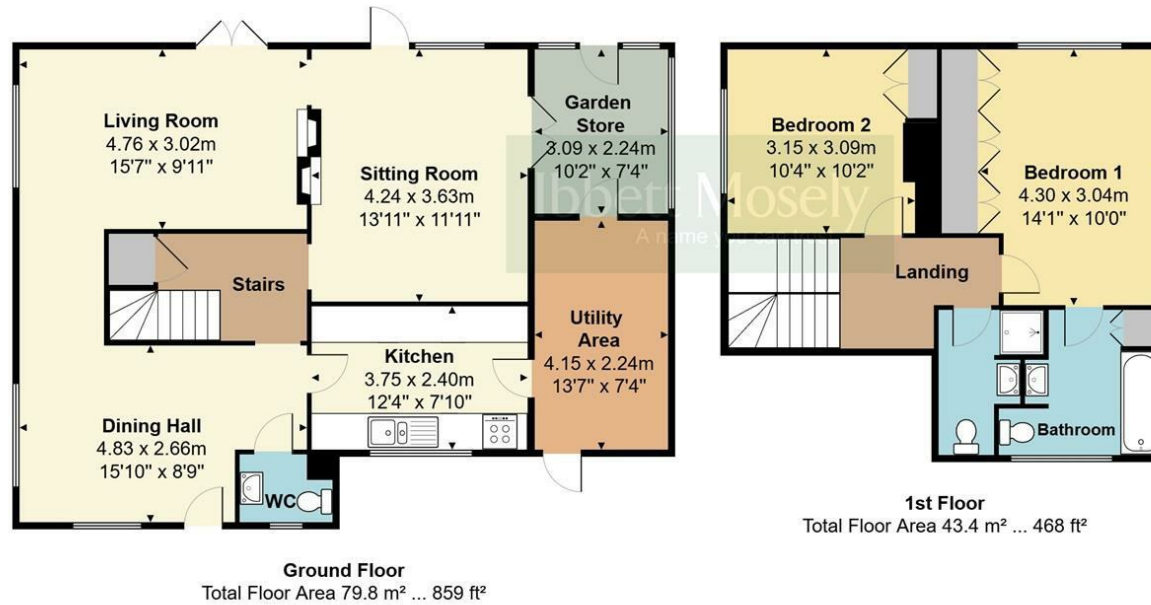 Living Room
4.76 x 3.02m
15'7" x 9'11"
Sitting Room
4.24 x 3.63m
13'11" x 11'11"
Garden
Store
3.09 x 2.24m
10'2" x 7'4"
Ibbett Mosely
A name you can trust
Stairs
Utility
Area
4.15 x 2.24m
13'7" x 7'4"
Kitchen
3.75 x 2.40m
12'4" x 7'10"
Dining Hall
4.83 x 2.66m
15'10" x 8'9"
WC
Ground Floor
Total Floor Area 79.8 m² ... 859 ft²
Bedroom 2
3.15 x 3.09m
10'4" x 10'2"
Bedroom 1
4.30 x 3.04m
14'1" x 10'0"
Landing
Bathroom
1st Floor
Total Floor Area 43.4 m² ... 468 ft²